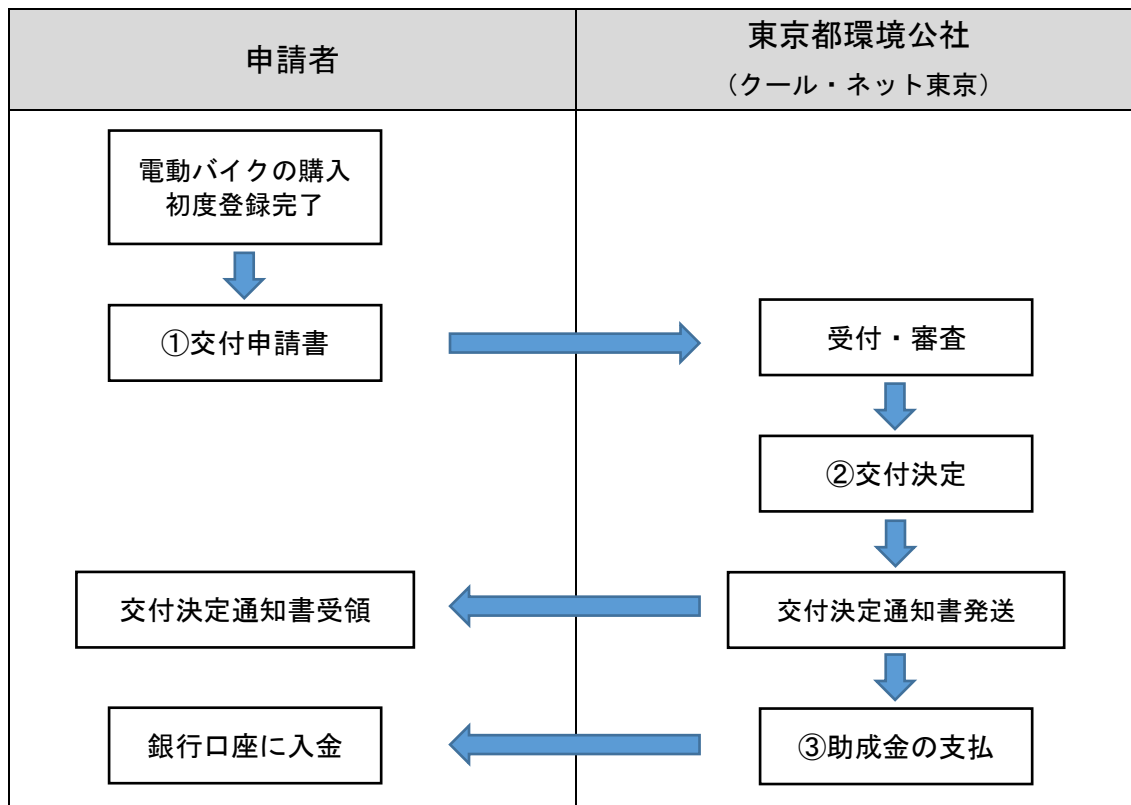 申請者
東京都環境公社
（クール・ネット東京）
電動バイクの購入
初度登録完了
①交付申請書
受付・審査
②交付決定
交付決定通知書受領
交付決定通知書発送
銀行口座に入金
③助成金の支払